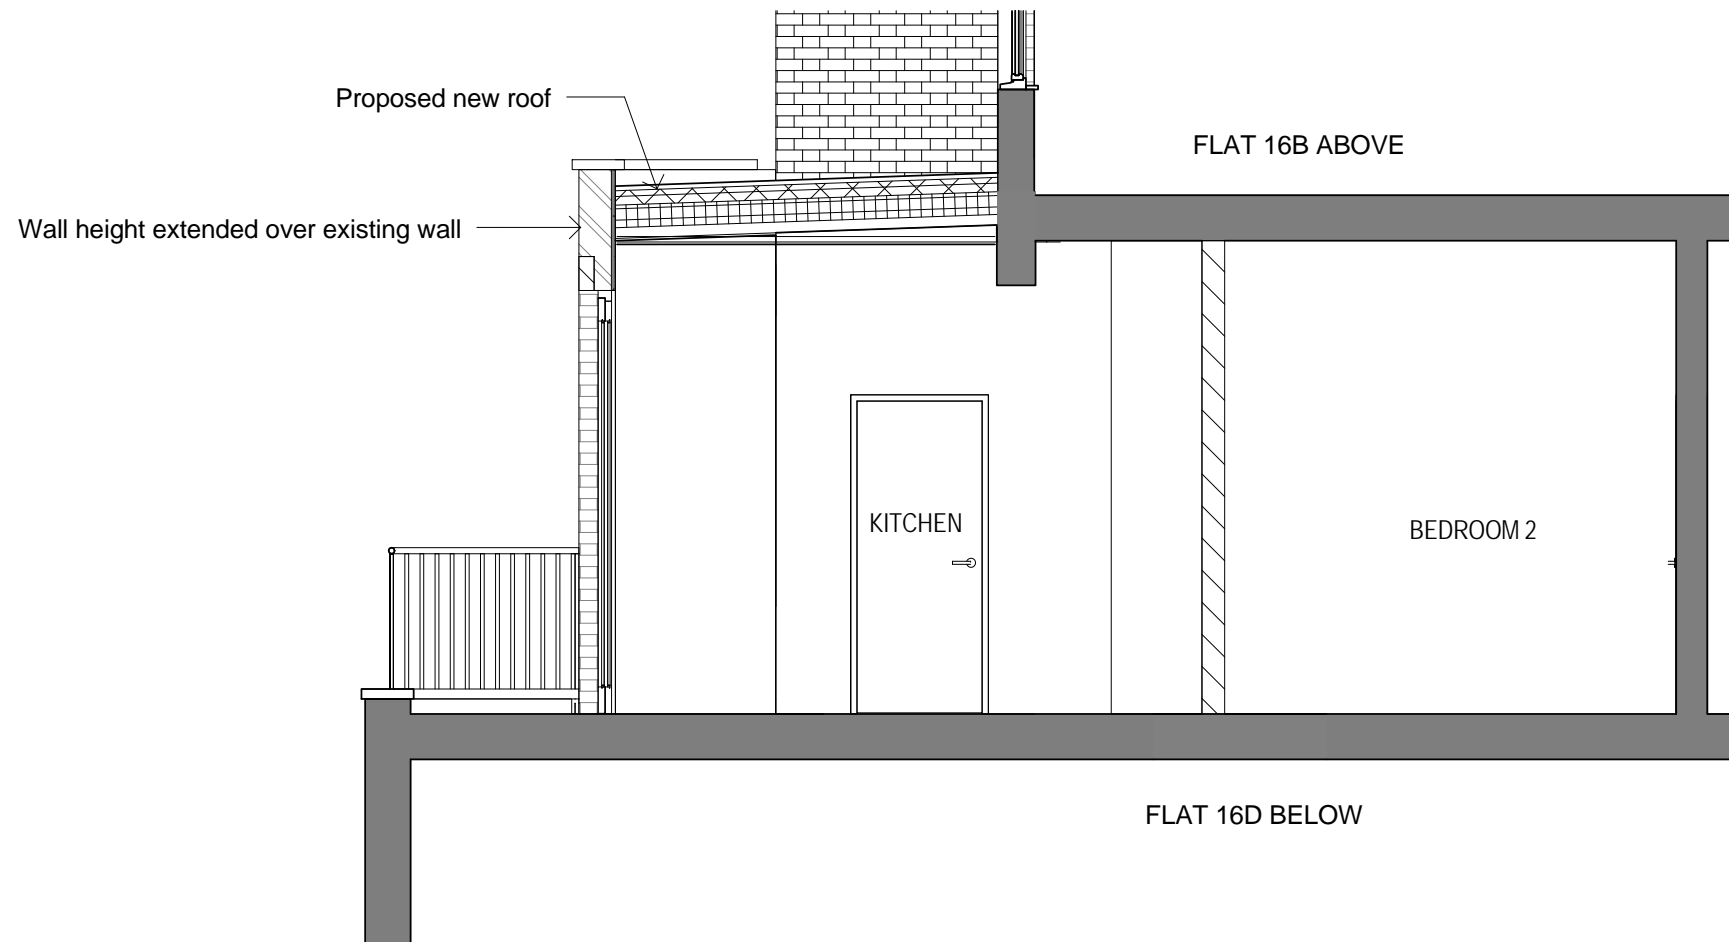 Proposed new roof
FLAT 16B ABOVE
Wall height extended over existing wall
KITCHEN
BEDROOM 2
FLAT 16D BELOW